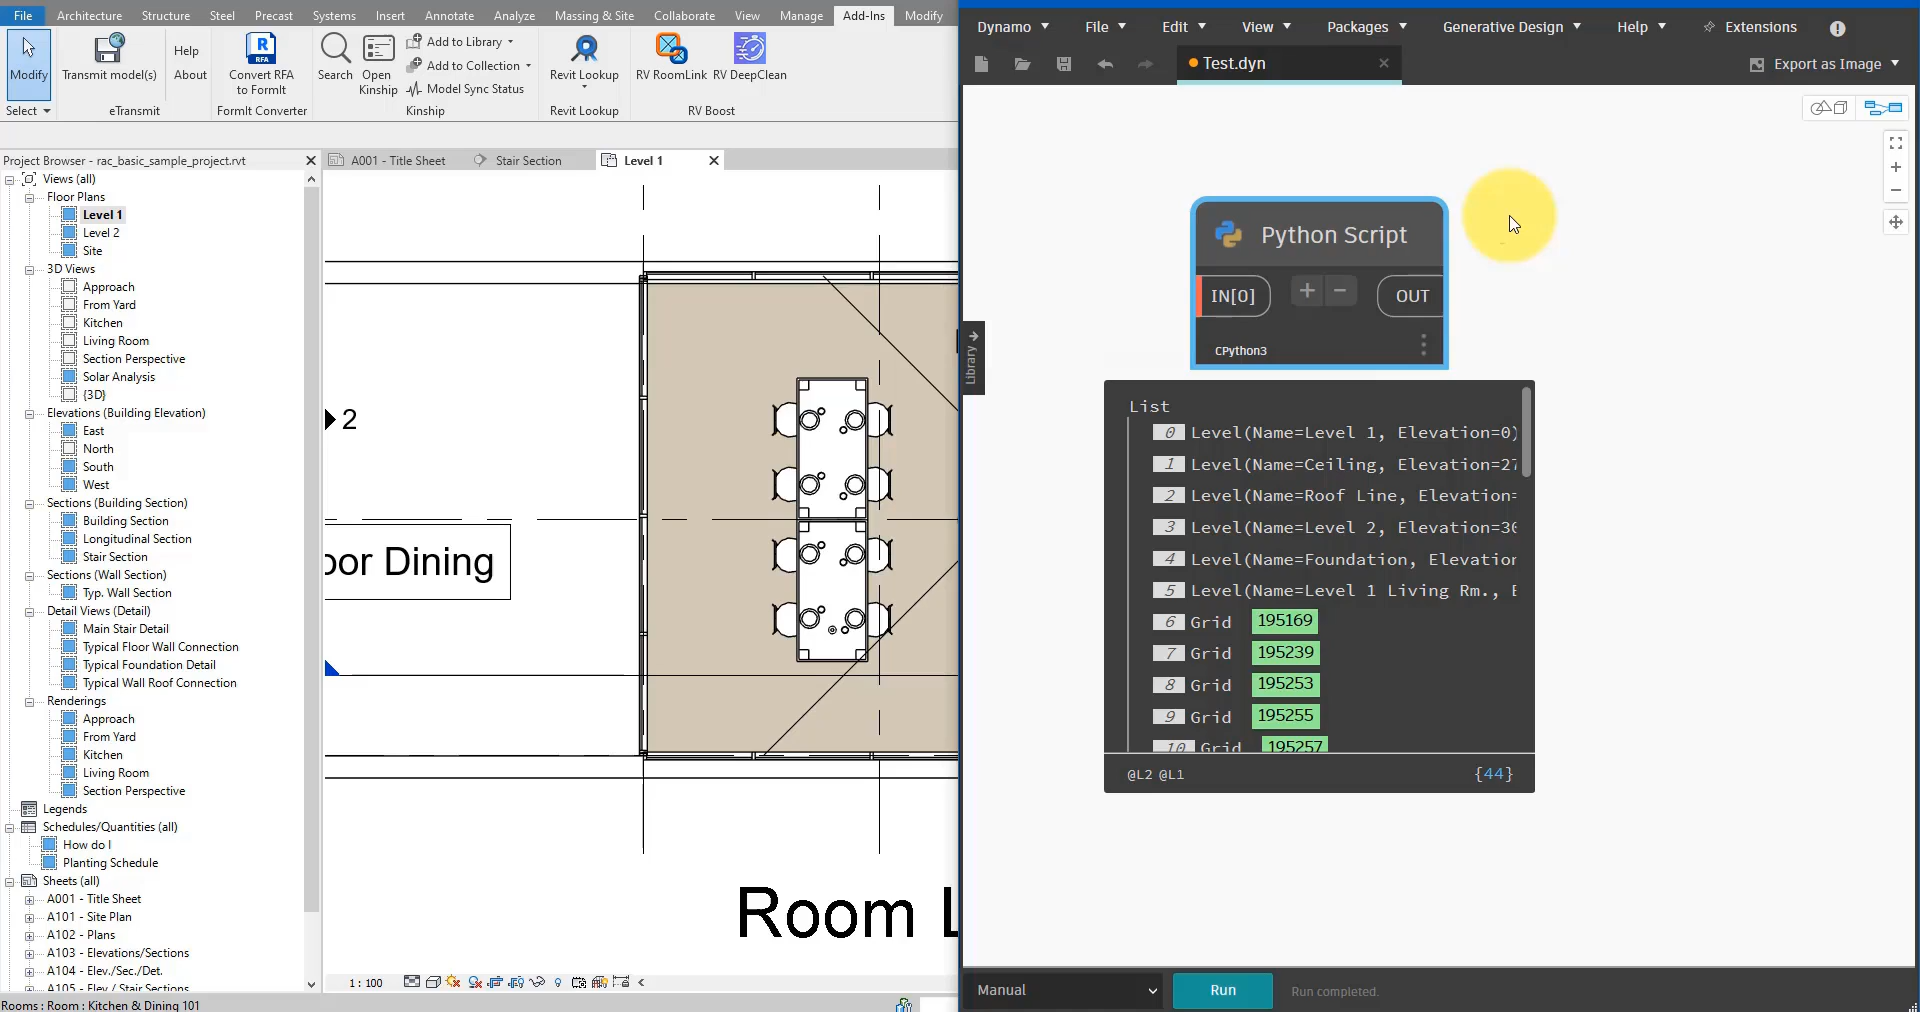 File Architecture Structure Steel Precast Systems Insert Annotate Analyze Massing & Site Collaborate View Manage Add-Ins Modify
Modify
Transmit model(s)
Help
About
Convert RFA
to FormIt
RFA
Search
Open
Kinship
Add to Library
Add to Collection
Model Sync Status
Revit Lookup
RV RoomLink
RV DeepClean
Select
eTransmit
FormIt Converter
Kinship
Revit Lookup
RV Boost
Project Browser - rac_basic_sample_project.rvt
A001 - Title Sheet
Stair Section
Level 1
Views (all)
Floor Plans
Level 1
Level 2
Site
3D Views
Approach
From Yard
Kitchen
Living Room
Section Perspective
Solar Analysis
{3D}
Elevations (Building Elevation)
East
North
South
West
Sections (Building Section)
Building Section
Longitudinal Section
Stair Section
Sections (Wall Section)
Typ. Wall Section
Detail Views (Detail)
Main Stair Detail
Typical Floor Wall Connection
Typical Foundation Detail
Typical Wall Roof Connection
Renderings
Approach
From Yard
Kitchen
Living Room
Section Perspective
Legends
Schedules/Quantities (all)
How do I
Planting Schedule
Sheets (all)
A001 - Title Sheet
A101 - Site Plan
A102 - Plans
A103 - Elevations/Sections
A104 - Elev./Sec./Det.
A105 - Elev./ Stair Sections
Rooms : Room : Kitchen & Dining 101
2
oor Dining
Room L
1 : 100
Dynamo File Edit View Packages Generative Design Help Extensions
Test.dyn
Export as Image
Library
Python Script
IN[0] + - OUT
CPython3
List
0 Level(Name=Level 1, Elevation=0)
1 Level(Name=Ceiling, Elevation=27
2 Level(Name=Roof Line, Elevation=
3 Level(Name=Level 2, Elevation=30
4 Level(Name=Foundation, Elevation
5 Level(Name=Level 1 Living Rm., E
6 Grid 195169
7 Grid 195239
8 Grid 195253
9 Grid 195255
10 Grid 195257
@L2 @L1 {44}
Manual
Run
Run completed.